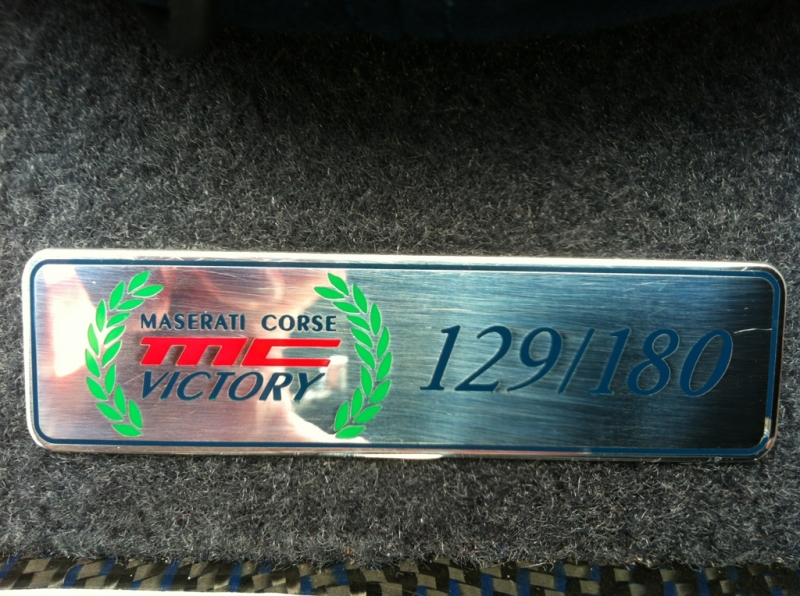 MASERATI CORSE
MC
VICTORY
129/180